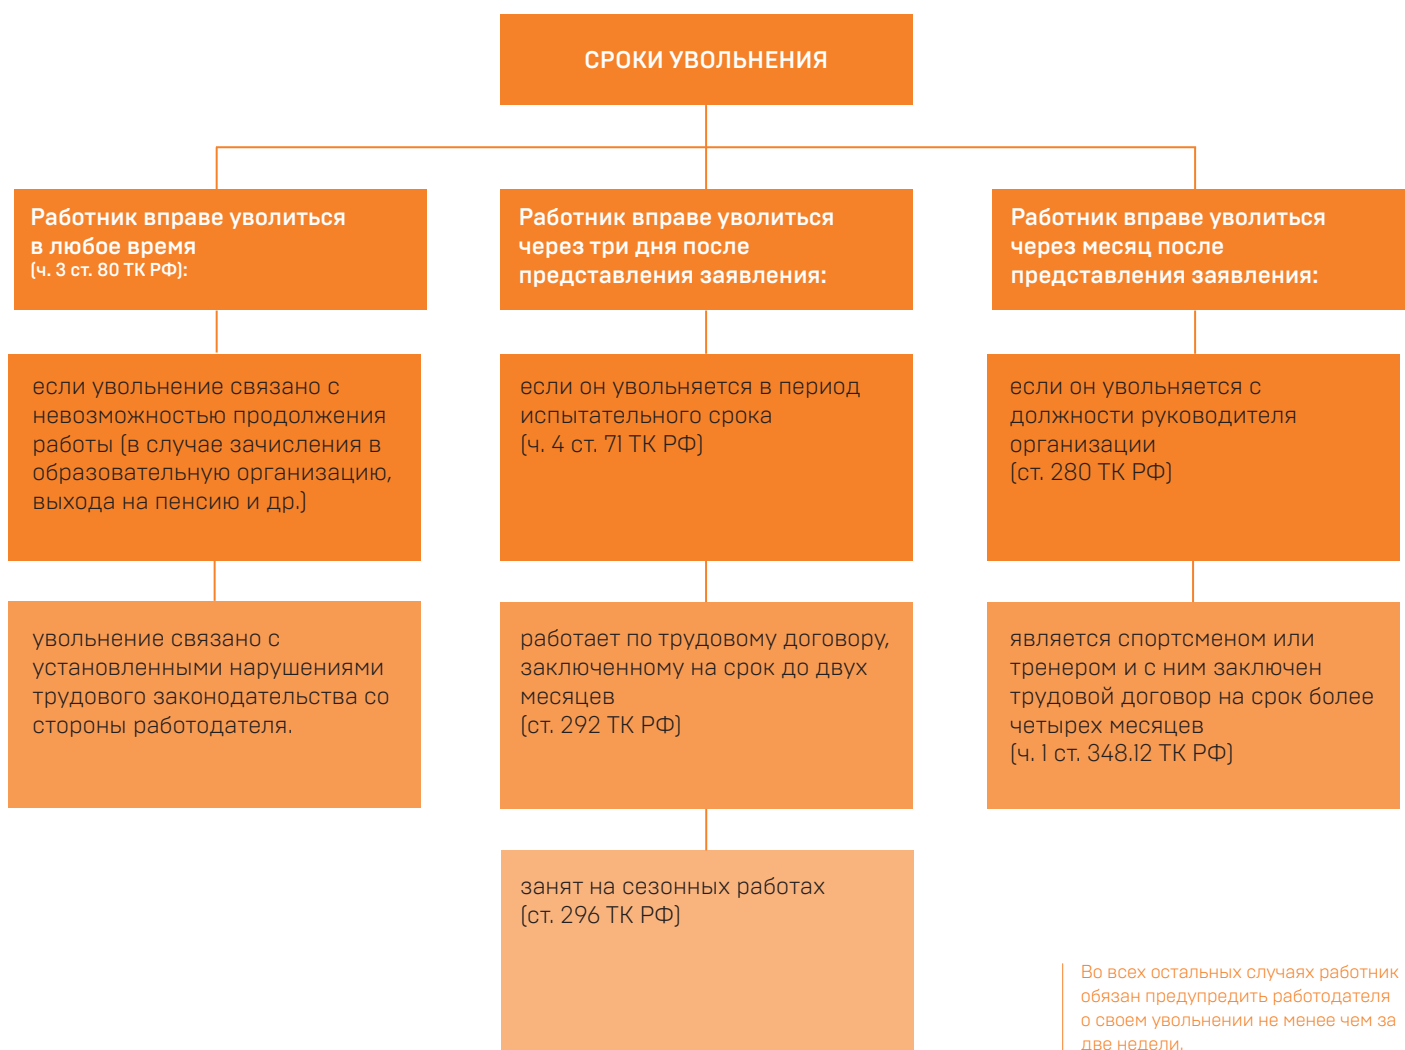 СРОКИ УВОЛЬНЕНИЯ
Работник вправе уволиться
в любое время
(ч. 3 ст. 80 ТК РФ):
если увольнение связано с
невозможностью продолжения
работы (в случае зачисления в
образовательную организацию,
выхода на пенсию и др.)
увольнение связано с
установленными нарушениями
трудового законодательства со
стороны работодателя.
Работник вправе уволиться
через три дня после
представления заявления:
если он увольняется в период
испытательного срока
(ч. 4 ст. 71 ТК РФ)
работает по трудовому договору,
заключенному на срок до двух
месяцев
(ст. 292 ТК РФ)
занят на сезонных работах
(ст. 296 ТК РФ)
Работник вправе уволиться
через месяц после
представления заявления:
если он увольняется с
должности руководителя
организации
(ст. 280 ТК РФ)
является спортсменом или
тренером и с ним заключен
трудовой договор на срок более
четырех месяцев
(ч. 1 ст. 348.12 ТК РФ)
Во всех остальных случаях работник
обязан предупредить работодателя
о своем увольнении не менее чем за
две недели.